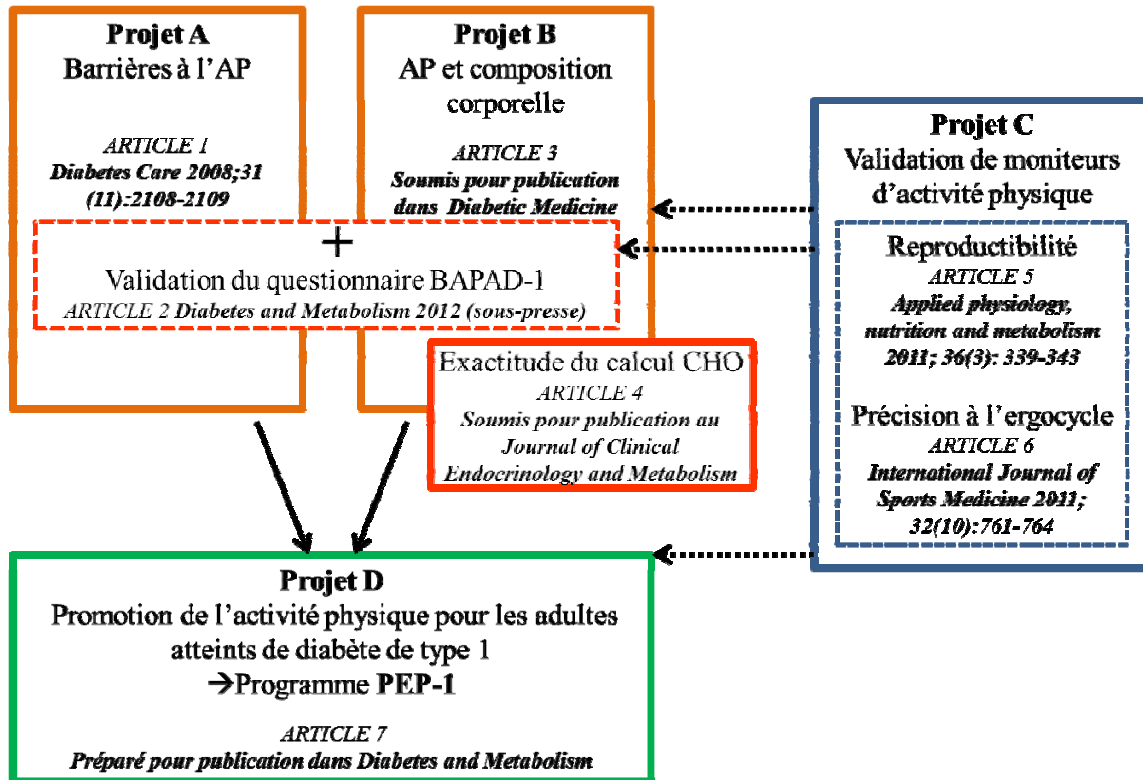 Projet A
Barrières à l'AP
ARTICLE 1
Diabetes Care 2008;31
(11):2108-2109
Projet B
AP et composition
corporelle
ARTICLE 3
Soumis pour publication
dans Diabetic Medicine
+
Validation du questionnaire BAPAD-1
ARTICLE 2 Diabetes and Metabolism 2012 (sous-presse)
Exactitude du calcul CHO
ARTICLE 4
Soumis pour publication au
Journal of Clinical
Endocrinology and Metabolism
Projet C
Validation de moniteurs
d'activité physique
Reproductibilité
ARTICLE 5
Applied physiology,
nutrition and metabolism
2011; 36(3): 339-343
Précision à l'ergocycle
ARTICLE 6
International Journal of
Sports Medicine 2011;
32(10):761-764
Projet D
Promotion de l'activité physique pour les adultes
atteints de diabète de type 1
→Programme PEP-1
ARTICLE 7
Préparé pour publication dans Diabetes and Metabolism